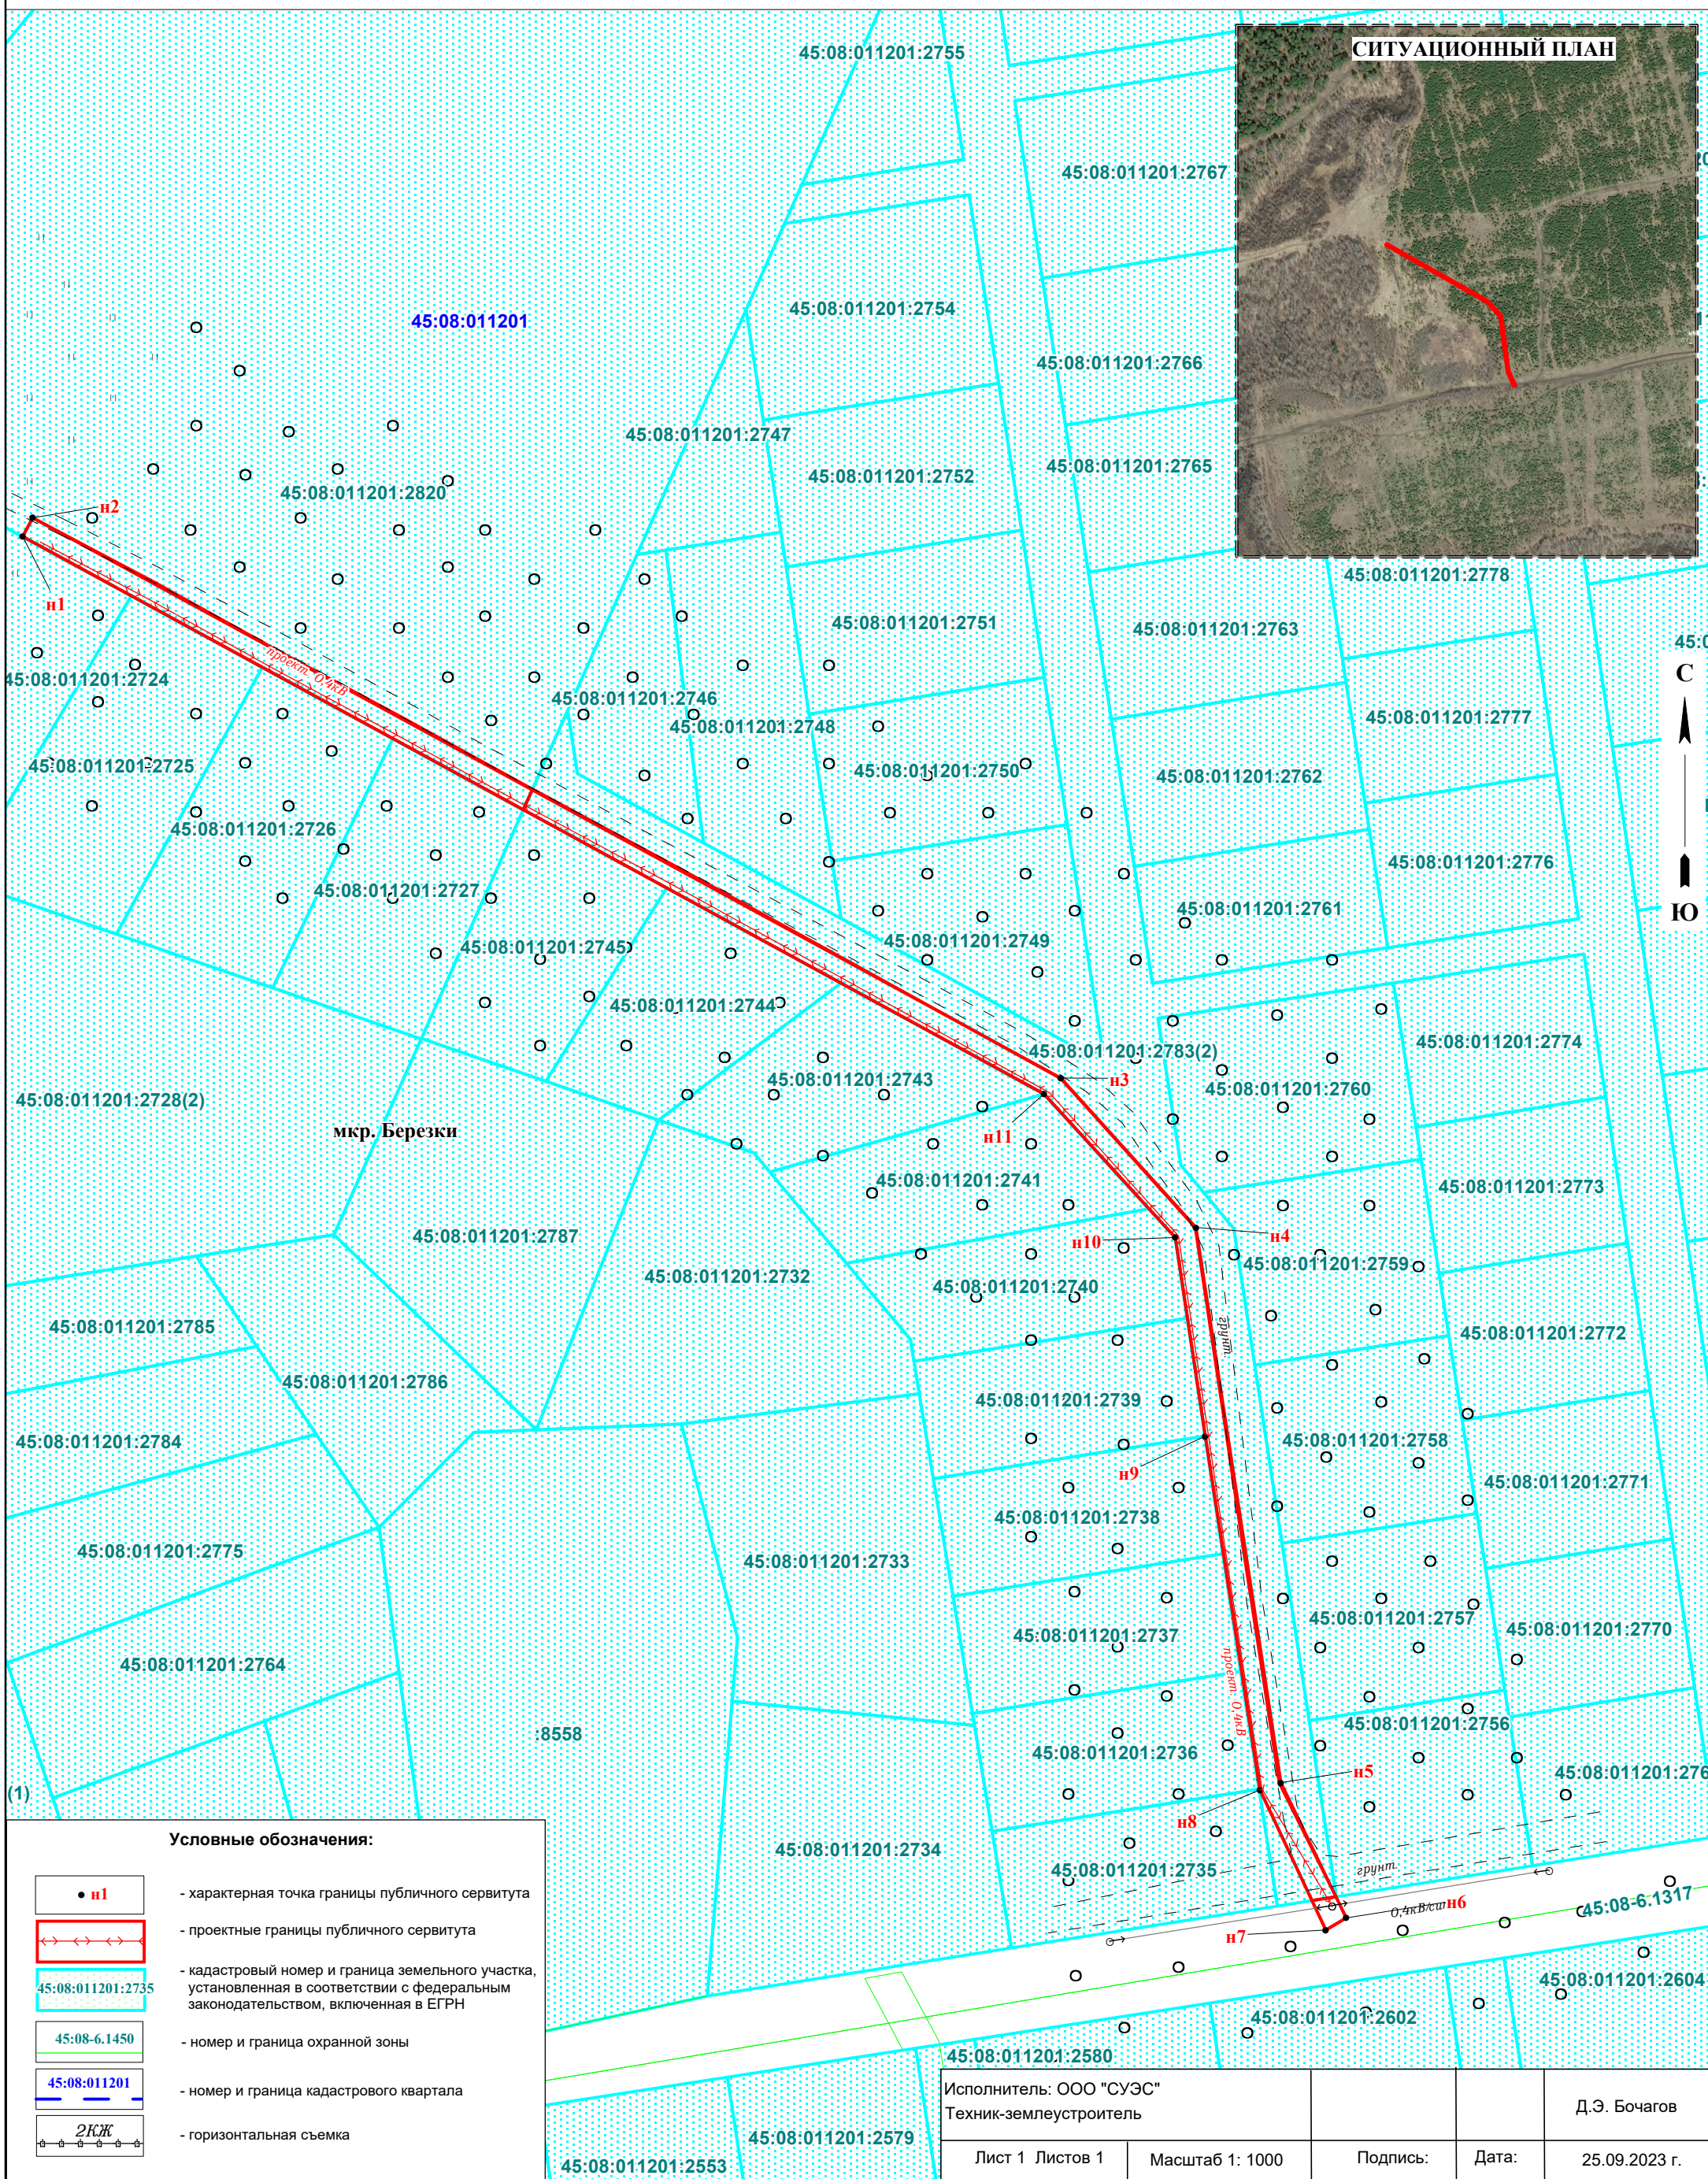 СИТУАЦИОННЫЙ ПЛАН
45:08:011201:2755
45:08:011201:2767
45:08:011201:2754
45:08:011201
45:08:011201:2766
45:08:011201:2747
45:08:011201:2765
45:08:011201:2752
45:08:011201:2820
н2
45:08:011201:2778
н1
45:08:011201:2751
45:08:011201:2763
проект. 0,4кВ
45:08:011201:2724
С
45:08:011201:2746
45:08:011201:2748
45:08:011201:2777
45:08:011201:2725
45:08:011201:2750
45:08:011201:2762
45:08:011201:2726
45:08:011201:2776
45:08:011201:2727
45:08:011201:2761
Ю
45:08:011201:2745
45:08:011201:2749
45:08:011201:2744
45:08:011201:2774
45:08:011201:2783(2)
45:08:011201:2743
н3
45:08:011201:2760
45:08:011201:2728(2)
мкр. Березки
н11
45:08:011201:2741
45:08:011201:2773
45:08:011201:2787
н10
н4
45:08:011201:2732
45:08:011201:2740
45:08:011201:2759
45:08:011201:2785
грунт.
45:08:011201:2772
45:08:011201:2786
45:08:011201:2739
45:08:011201:2784
45:08:011201:2758
н9
45:08:011201:2771
45:08:011201:2738
45:08:011201:2775
45:08:011201:2733
45:08:011201:2757
45:08:011201:2737
45:08:011201:2770
45:08:011201:2764
проект. 0,4кВ
:8558
45:08:011201:2736
45:08:011201:2756
н5
45:08:011201:276
(1)
н8
45:08:011201:2734
45:08:011201:2735
грунт.
0,4кВ/сип
н6
45:08-6.1317
н7
45:08:011201:2604
45:08:011201:2602
45:08:011201:2580
45:08:011201:2579
45:08:011201:2553
Условные обозначения:
н1 - характерная точка границы публичного сервитута
- проектные границы публичного сервитута
45:08:011201:2735 - кадастровый номер и граница земельного участка,
установленная в соответствии с федеральным
законодательством, включенная в ЕГРН
45:08-6.1450 - номер и граница охранной зоны
45:08:011201 - номер и граница кадастрового квартала
2КЖ - горизонтальная съемка
Исполнитель: ООО "СУЭС"
Техник-землеустроитель
Д.Э. Бочагов
Лист 1 Листов 1
Масштаб 1: 1000
Подпись:
Дата:
25.09.2023 г.